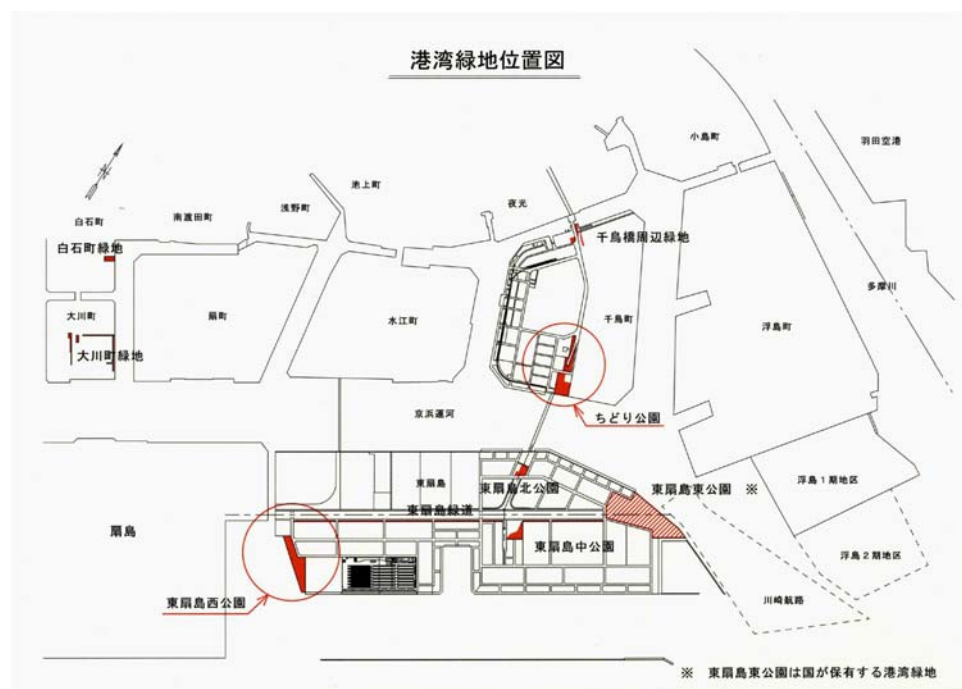 港湾緑地位置図
小島町
羽田空港
池上町
浅野町
夜光
白石町
南渡田町
千鳥橋周辺緑地
白石町緑地
多摩川
大川町
扇町
水江町
千鳥町
浮島町
大川町緑地
京浜運河
ちどり公園
東扇島
東扇島北公園
東扇島東公園 ※
浮島1期地区
東扇島緑道
扇島
東扇島中公園
浮島2期地区
東扇島西公園
川崎航路
※ 東扇島東公園は国が保有する港湾緑地